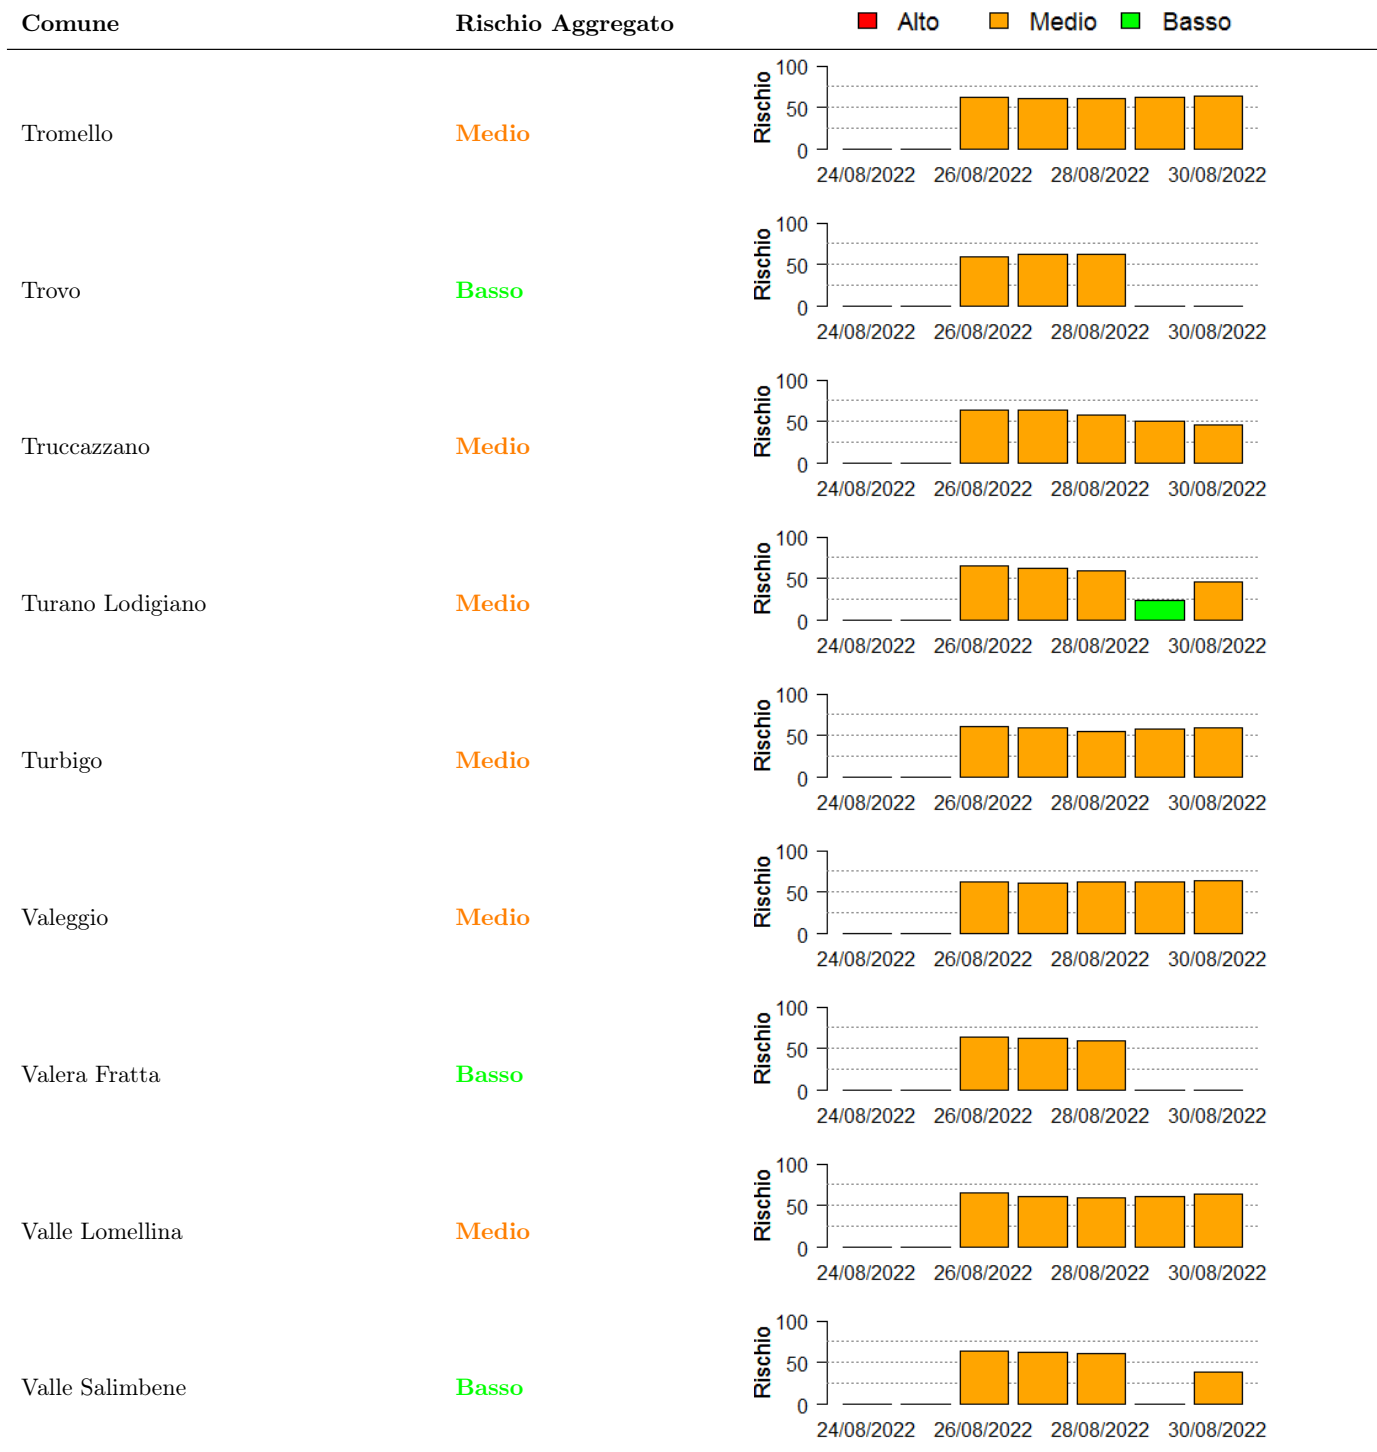 Comune Rischio Aggregato Alto Medio Basso
Tromello Medio Rischio 100 50 0
24/08/2022 26/08/2022 28/08/2022 30/08/2022
Trovo Basso Rischio 100 50 0
24/08/2022 26/08/2022 28/08/2022 30/08/2022
Truccazzano Medio Rischio 100 50 0
24/08/2022 26/08/2022 28/08/2022 30/08/2022
Turano Lodigiano Medio Rischio 100 50 0
24/08/2022 26/08/2022 28/08/2022 30/08/2022
Turbigo Medio Rischio 100 50 0
24/08/2022 26/08/2022 28/08/2022 30/08/2022
Valeggio Medio Rischio 100 50 0
24/08/2022 26/08/2022 28/08/2022 30/08/2022
Valera Fratta Basso Rischio 100 50 0
24/08/2022 26/08/2022 28/08/2022 30/08/2022
Valle Lomellina Medio Rischio 100 50 0
24/08/2022 26/08/2022 28/08/2022 30/08/2022
Valle Salimbene Basso Rischio 100 50 0
24/08/2022 26/08/2022 28/08/2022 30/08/2022